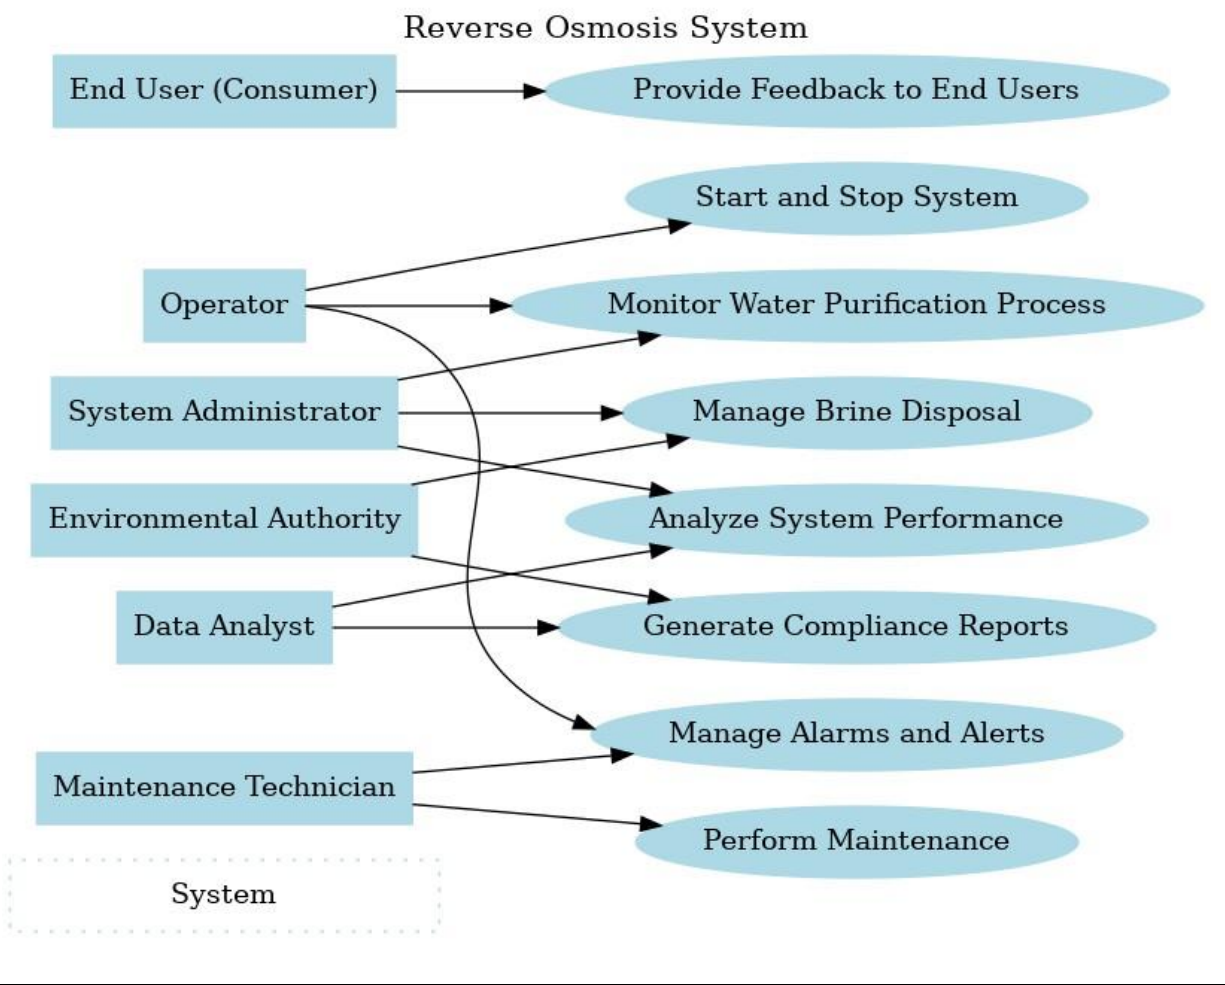 Reverse Osmosis System
End User (Consumer)
Provide Feedback to End Users
Start and Stop System
Operator
Monitor Water Purification Process
System Administrator
Manage Brine Disposal
Environmental Authority
Analyze System Performance
Data Analyst
Generate Compliance Reports
Manage Alarms and Alerts
Maintenance Technician
Perform Maintenance
System